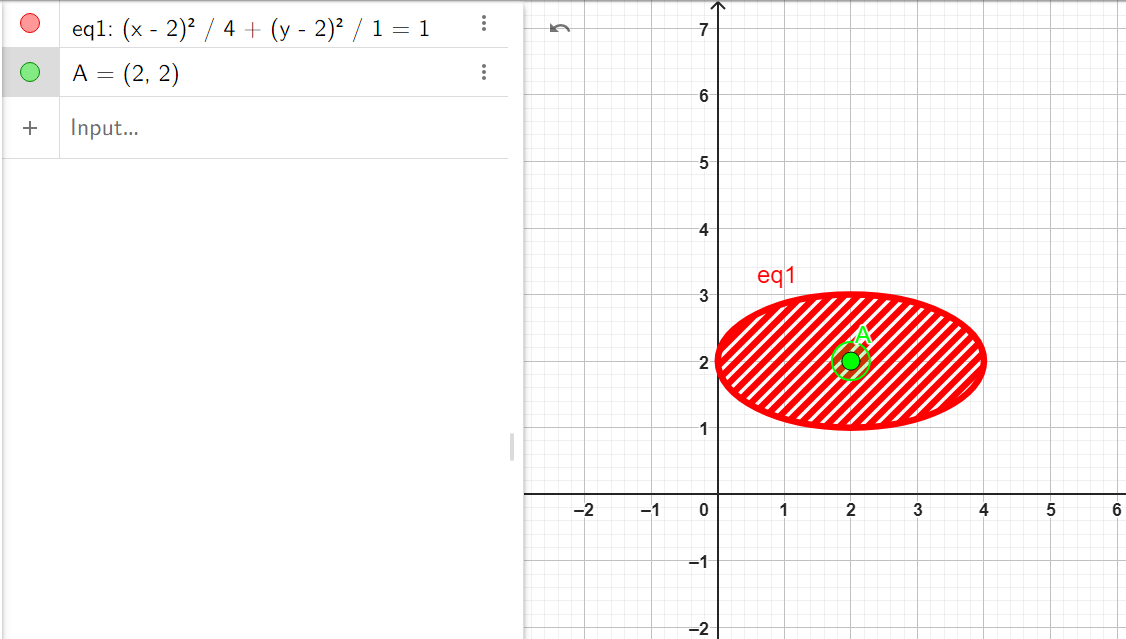 eq1: (x - 2)² / 4 + (y - 2)² / 1 = 1
A = (2, 2)
+ Input...
7
6
5
4
eq1
3
A
2
1
–2 –1 0 1 2 3 4 5 6
–1
–2